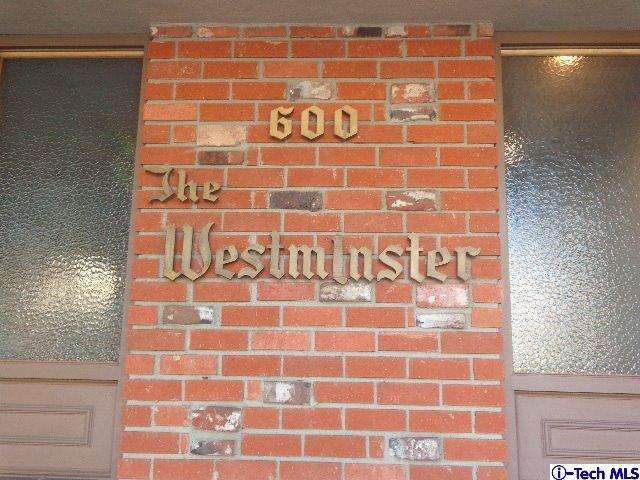 600
The
Westminster
i-Tech MLS